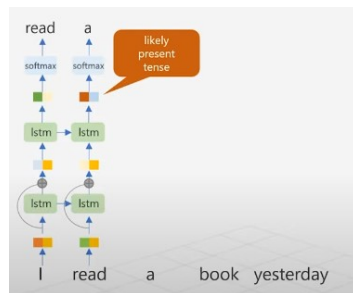 read a
likely
present
tense
softmax softmax
lstm lstm
lstm lstm
I read a book yesterday